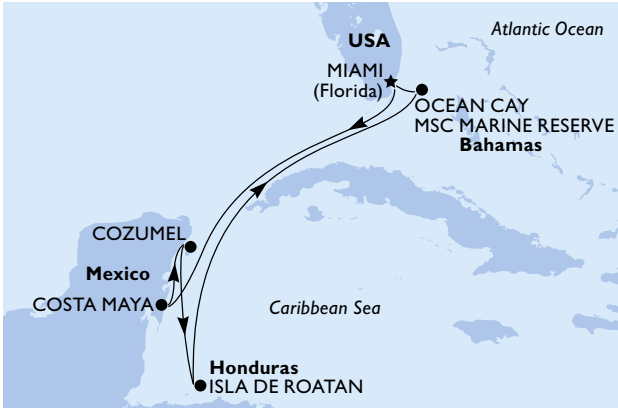 Atlantic Ocean
USA
MIAMI
(Florida)
OCEAN CAY
MSC MARINE RESERVE
Bahamas
COZUMEL
Mexico
COSTA MAYA
Caribbean Sea
Honduras
ISLA DE ROATAN